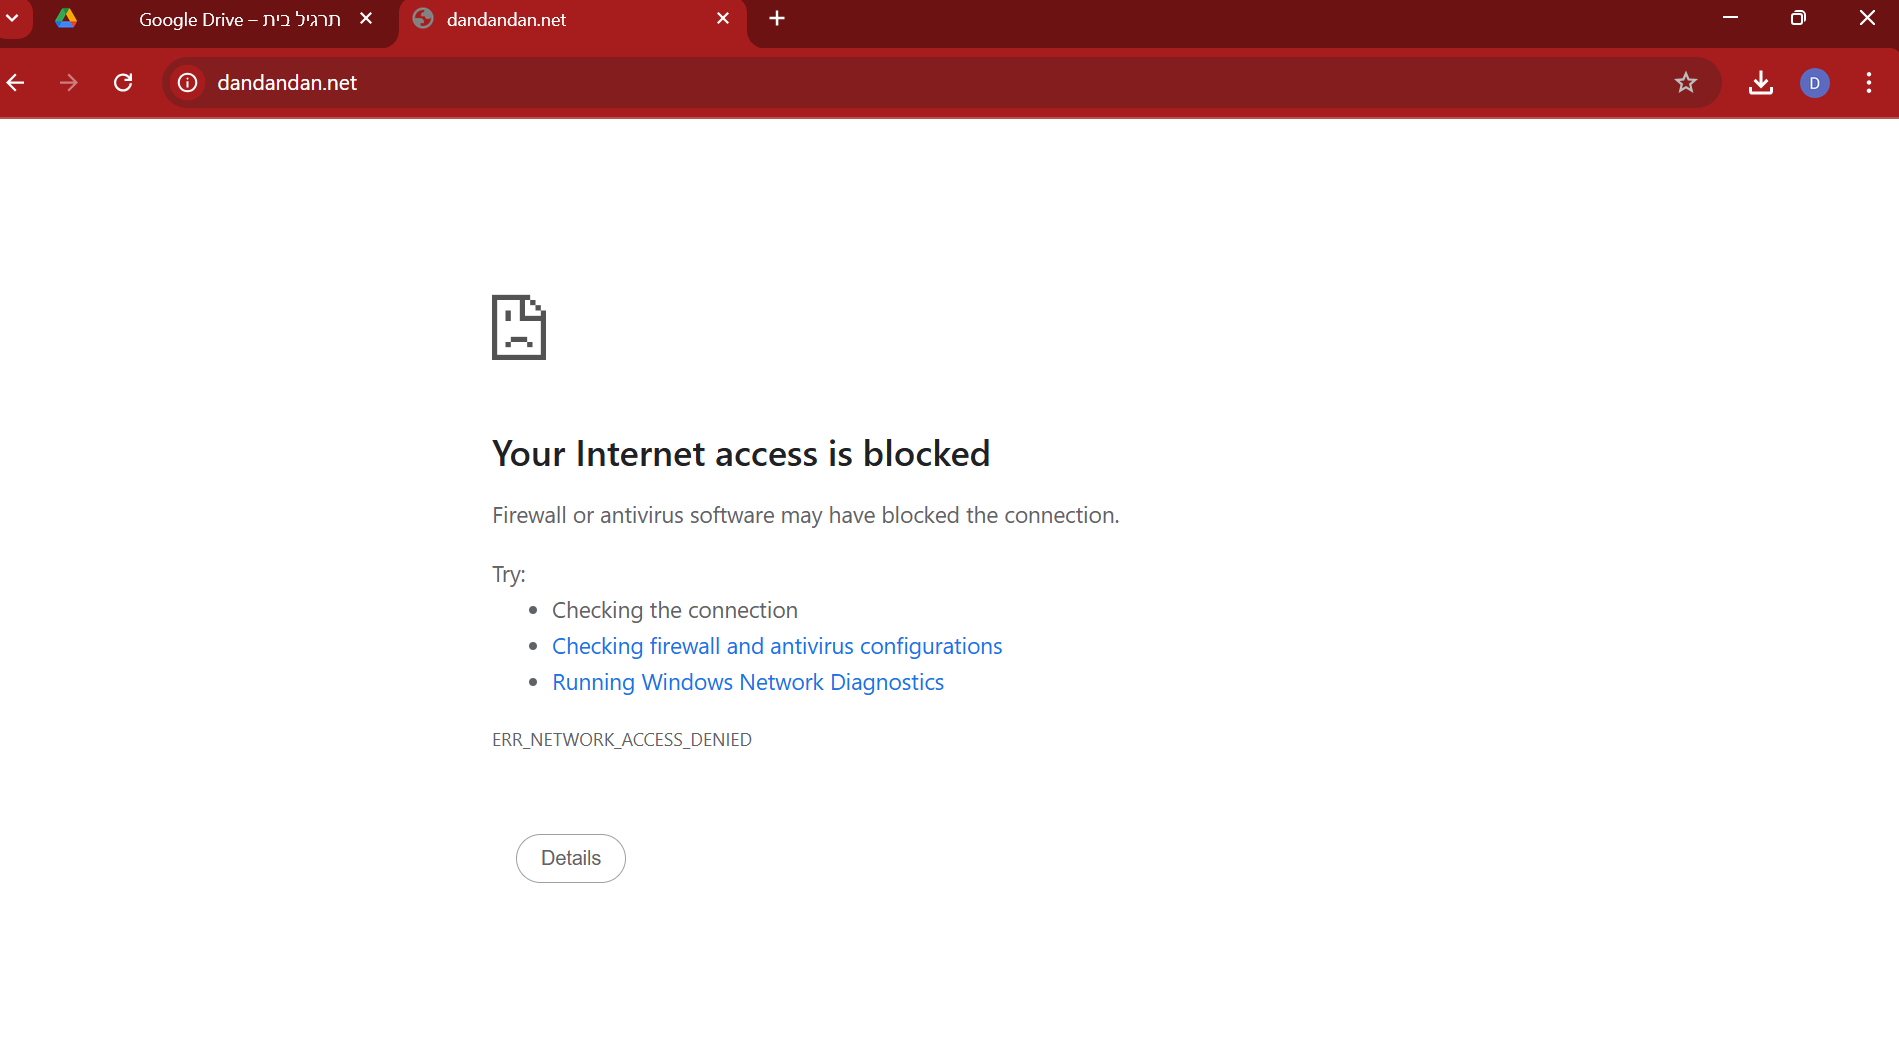 Google Drive – תרגיל בית
dandandan.net
dandandan.net
D
Your Internet access is blocked
Firewall or antivirus software may have blocked the connection.
Try:
• Checking the connection
• Checking firewall and antivirus configurations
• Running Windows Network Diagnostics
ERR_NETWORK_ACCESS_DENIED
Details